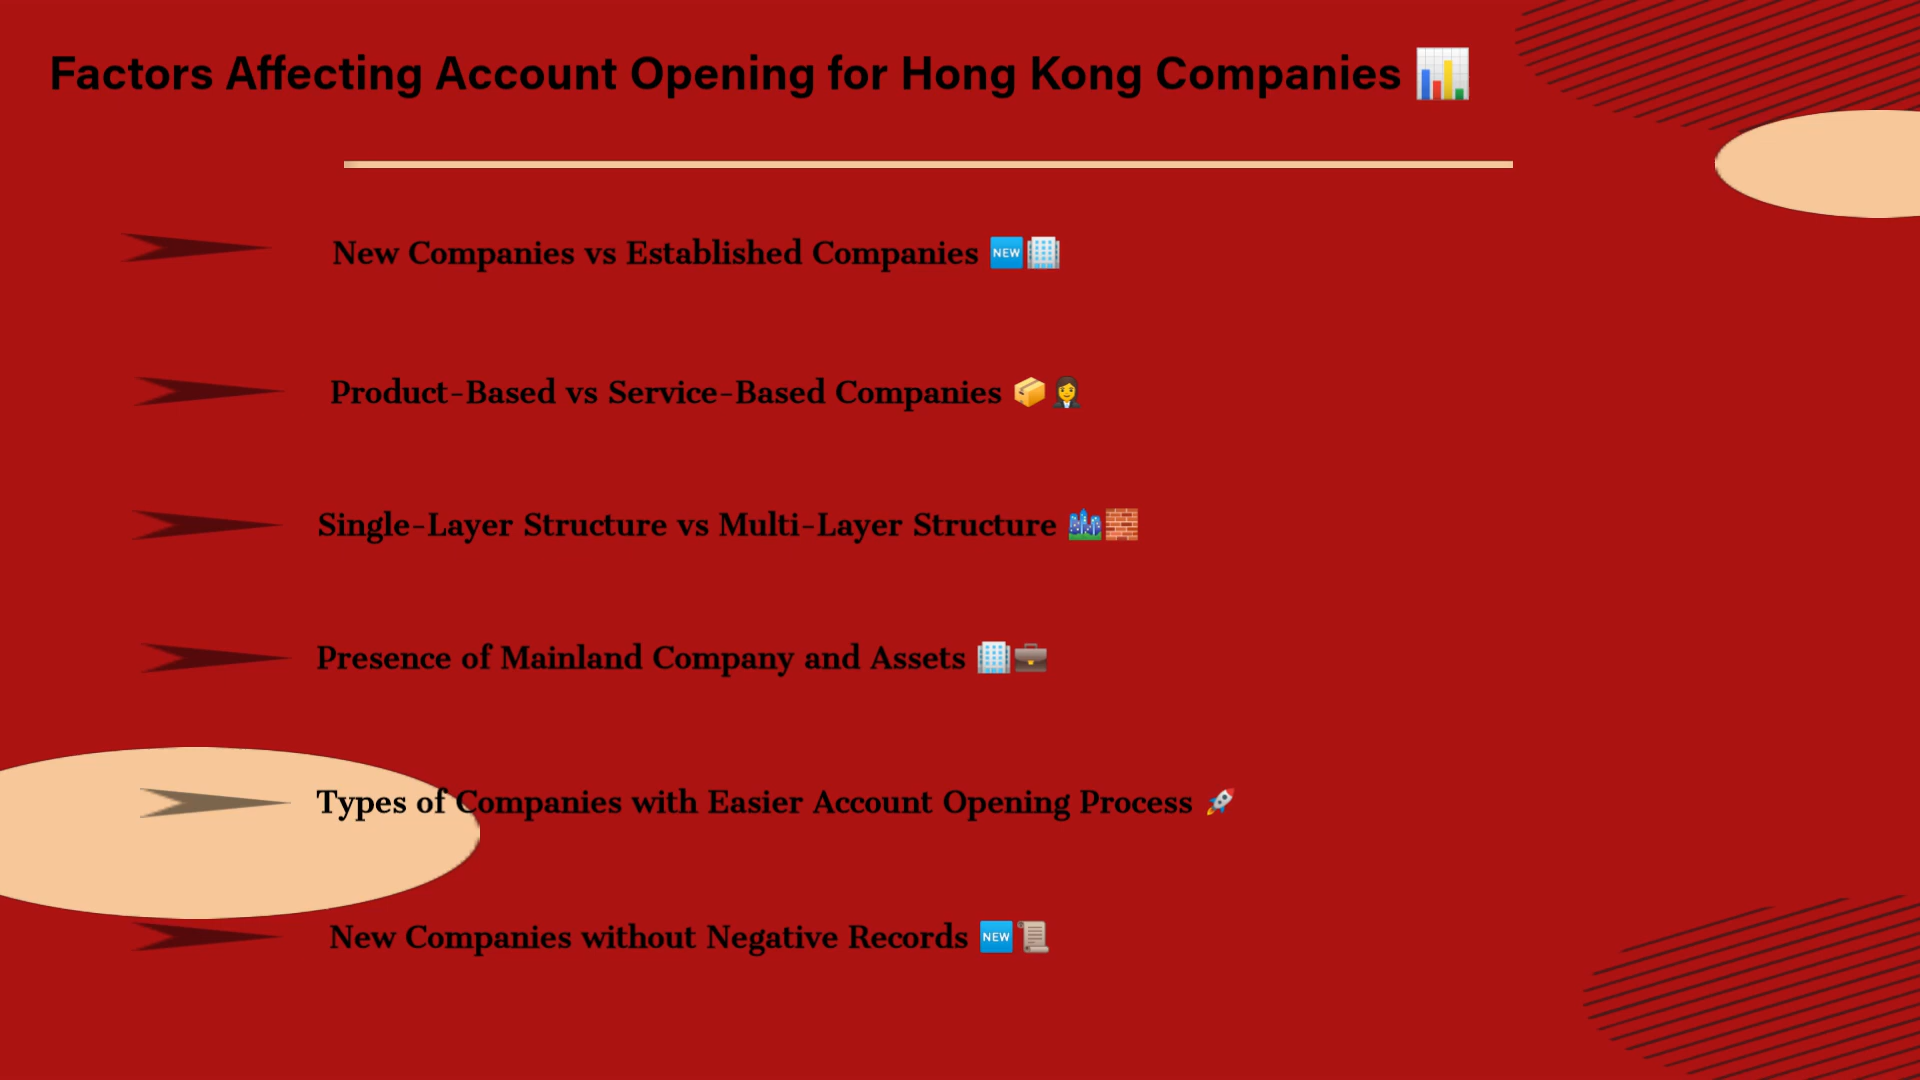 Factors Affecting Account Opening for Hong Kong Companies 📊
New Companies vs Established Companies 🆕🏢
Product-Based vs Service-Based Companies 📦👩‍💼
Single-Layer Structure vs Multi-Layer Structure 🏙️🧱
Presence of Mainland Company and Assets 🏢💼
Types of Companies with Easier Account Opening Process 🚀
New Companies without Negative Records 🆕📜